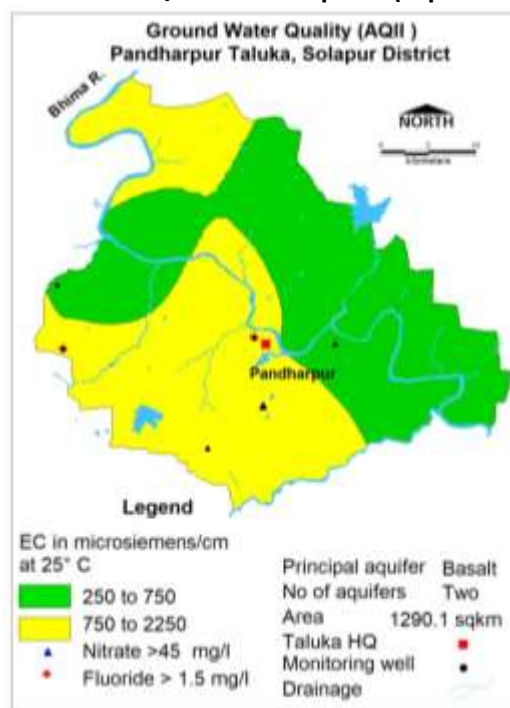 Ground Water Quality (AQII )
Pandharpur Taluka, Solapur District
Bhima R.
NORTH
kilometers
Pandharpur
Legend
EC in microsiemens/cm
at 25° C
250 to 750
750 to 2250
Nitrate >45 mg/l
Fluoride > 1.5 mg/l
Principal aquifer Basalt
No of aquifers Two
Area 1290.1 sqkm
Taluka HQ
Monitoring well
Drainage